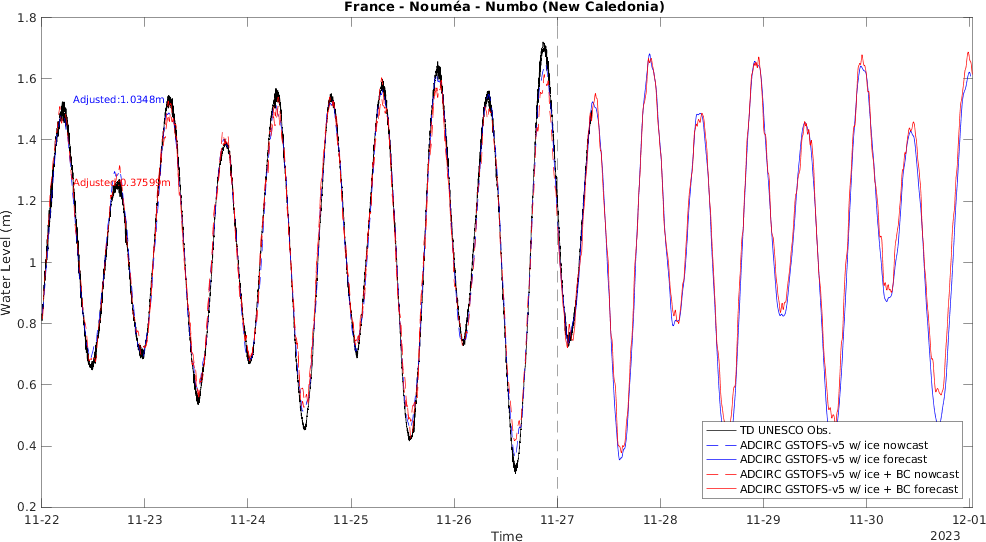 France - Nouméa - Numbo (New Caledonia)
1.8
1.6
1.4
1.2
1
0.8
0.6
0.4
0.2
Water Level (m)
Adjusted:1.0348m
Adjusted:0.37599m
TD UNESCO Obs.
ADCIRC GSTOFS-v5 w/ ice nowcast
ADCIRC GSTOFS-v5 w/ ice forecast
ADCIRC GSTOFS-v5 w/ ice + BC nowcast
ADCIRC GSTOFS-v5 w/ ice + BC forecast
11-22 11-23 11-24 11-25 11-26 11-27 11-28 11-29 11-30 12-01
Time
2023